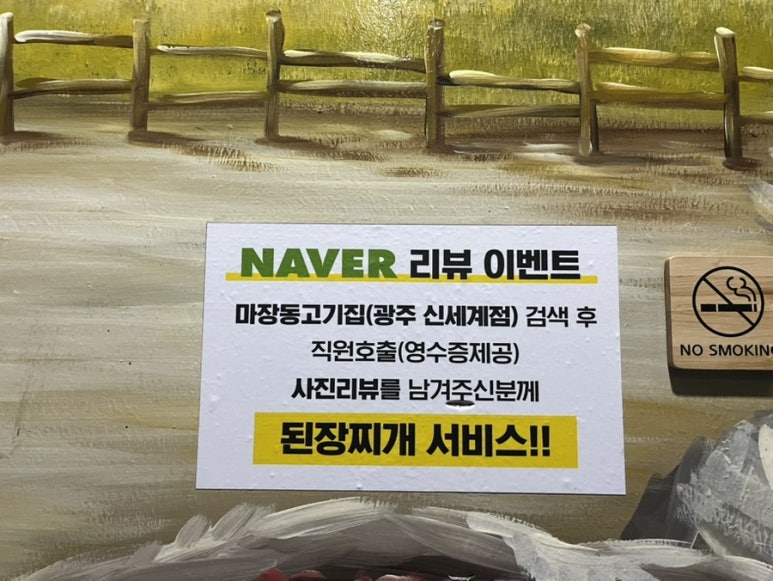 NAVER 리뷰 이벤트
마장동고기집(광주 신세계점) 검색 후
직원호출(영수증제공)
사진리뷰를 남겨주신분께
된장찌개 서비스!!
NO SMOKING